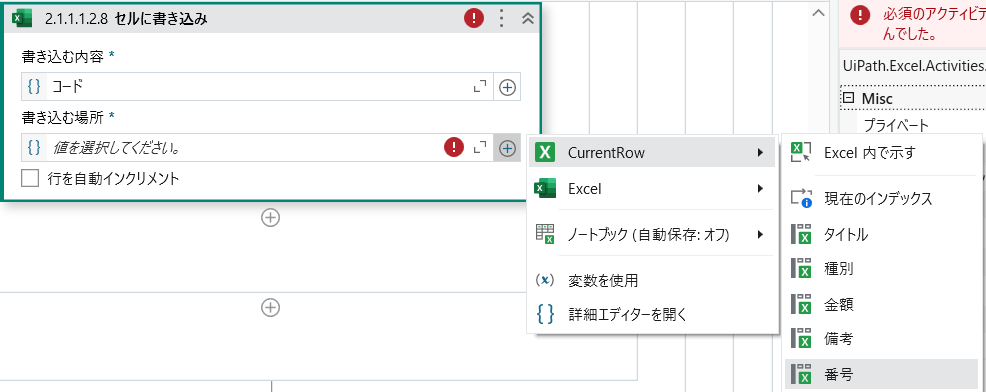 2.1.1.1.2.8 セルに書き込み
書き込む内容 *
コード
書き込む場所 *
値を選択してください。
行を自動インクリメント
CurrentRow
Excel
ノートブック (自動保存: オフ)
変数を使用
詳細エディターを開く
Excel 内で示す
現在のインデックス
タイトル
種別
金額
備考
番号
必須のアクティビテ
んでした。
UiPath.Excel.Activities.
Misc
プライベート